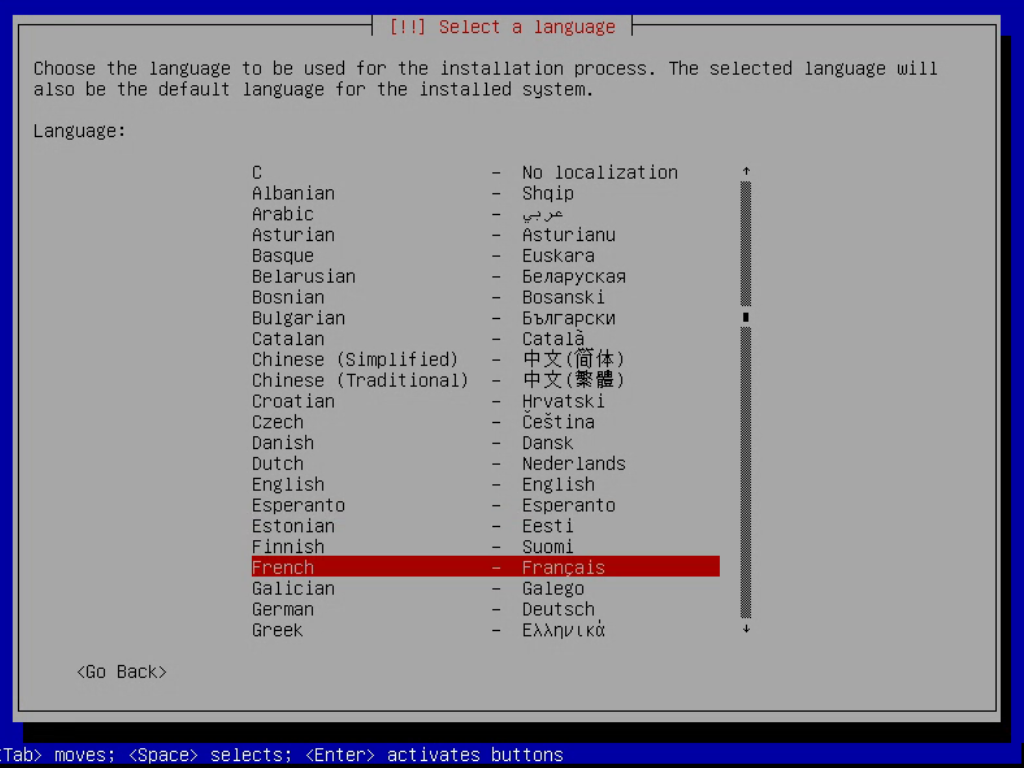 [!!] Select a language
Choose the language to be used for the installation process. The selected language will
also be the default language for the installed system.
Language:
C - No localization
Albanian - Shqip
Arabic - عربي
Asturian - Asturianu
Basque - Euskara
Belarusian - Беларуская
Bosnian - Bosanski
Bulgarian - Български
Catalan - Català
Chinese (Simplified) - 中文(简体)
Chinese (Traditional) - 中文(繁體)
Croatian - Hrvatski
Czech - Čeština
Danish - Dansk
Dutch - Nederlands
English - English
Esperanto - Esperanto
Estonian - Eesti
Finnish - Suomi
French - Français
Galician - Galego
German - Deutsch
Greek - Ελληνικά
<Go Back>
<Tab> moves; <Space> selects; <Enter> activates buttons